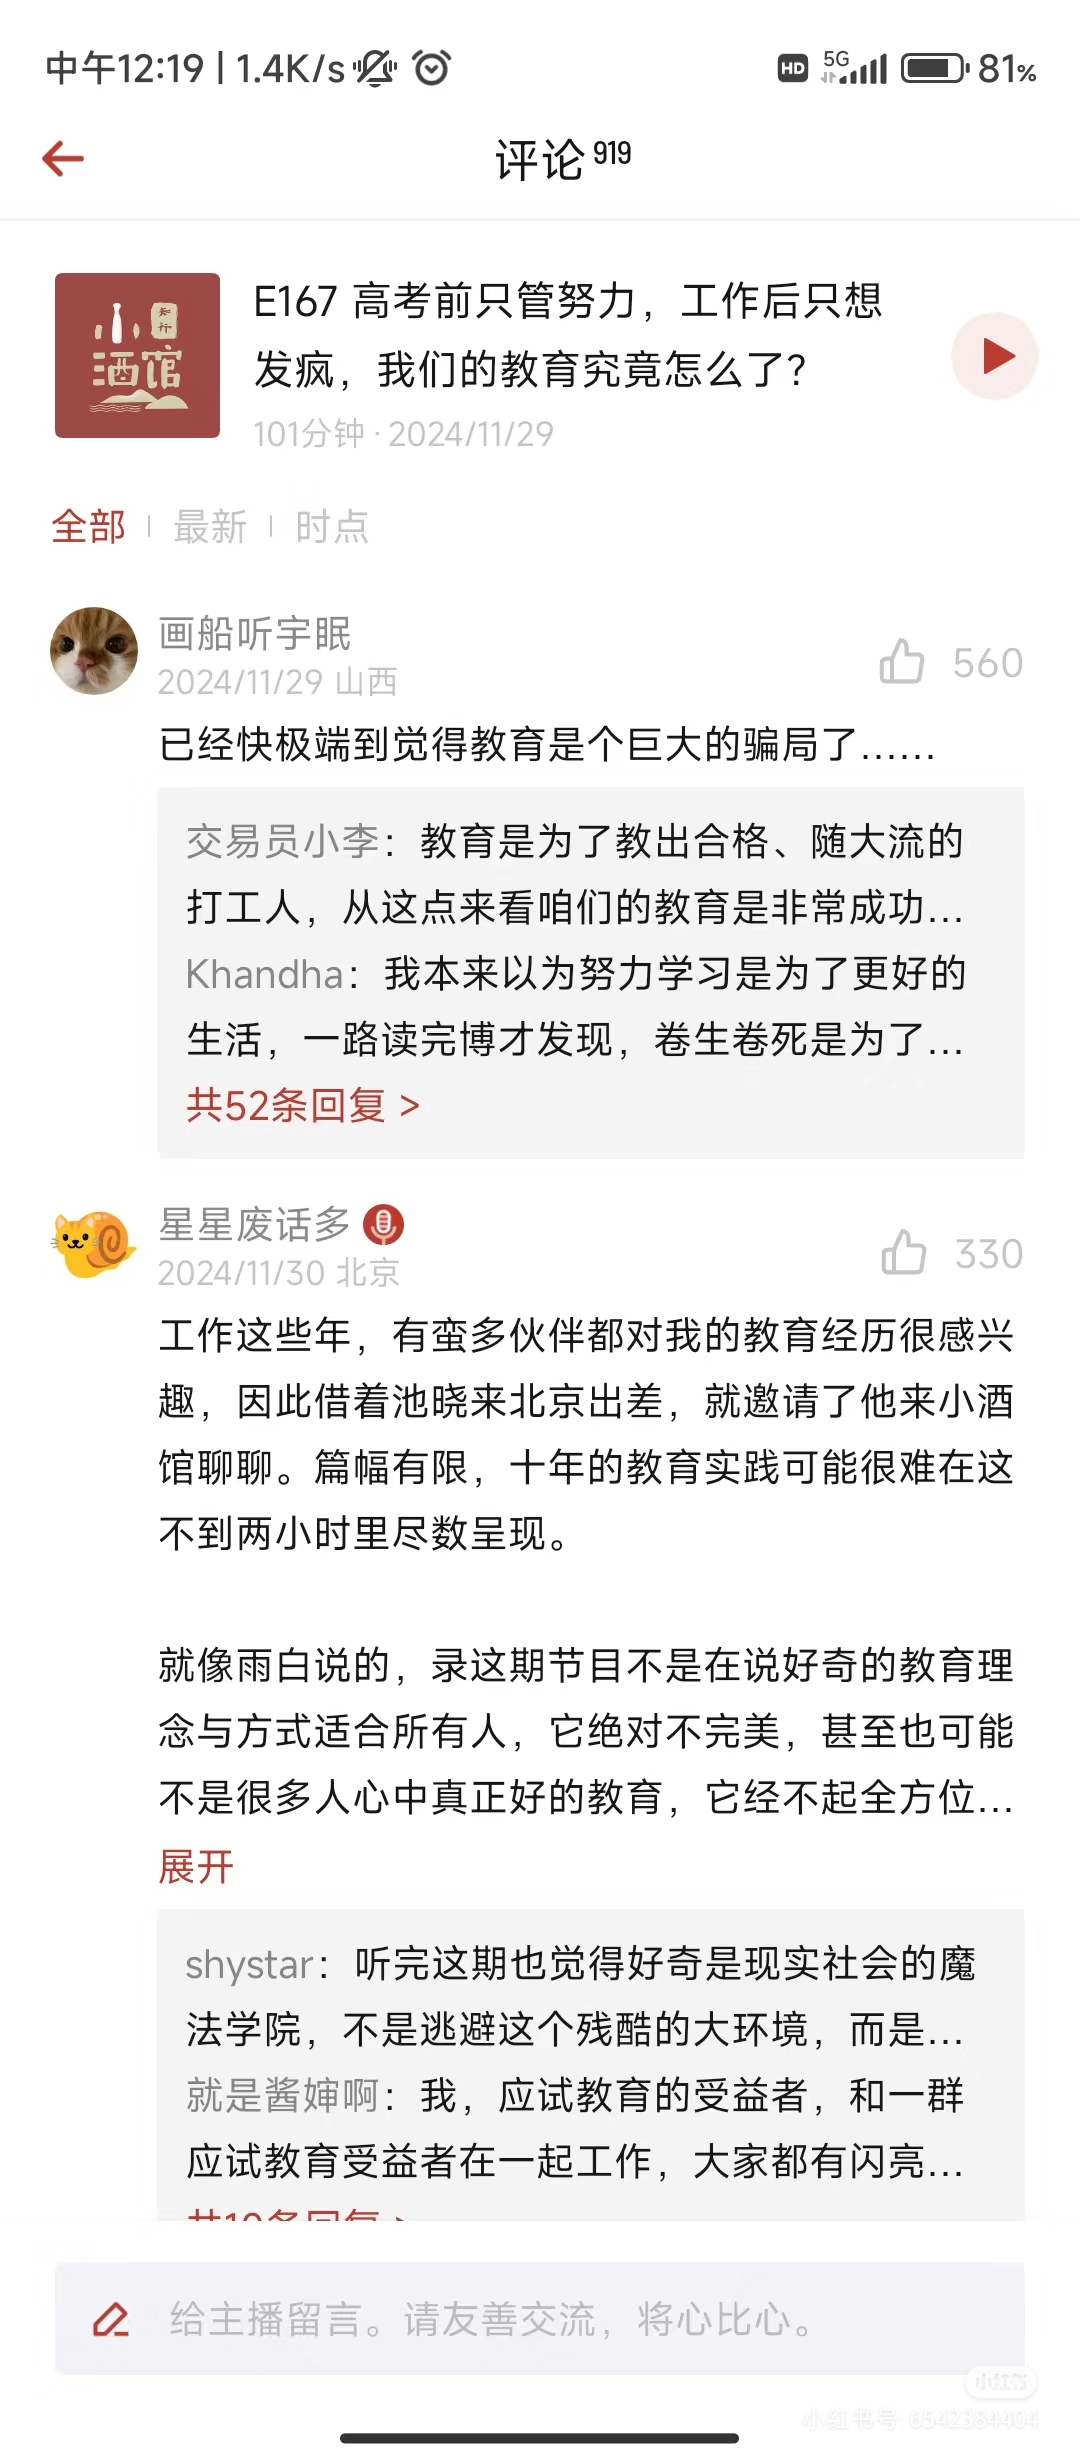 中午12:19 | 1.4K/s
HD 5G 81%
评论 919
小酒馆
知行
E167 高考前只管努力，工作后只想
发疯，我们的教育究竟怎么了？
101分钟 · 2024/11/29
全部 | 最新 | 时点
画船听宇眠
2024/11/29 山西
560
已经快极端到觉得教育是个巨大的骗局了……
交易员小李：教育是为了教出合格、随大流的
打工人，从这点来看咱们的教育是非常成功...
Khandha：我本来以为努力学习是为了更好的
生活，一路读完博才发现，卷生卷死是为了...
共52条回复 >
星星废话多
2024/11/30 北京
330
工作这些年，有蛮多伙伴都对我的教育经历很感兴
趣，因此借着池晓来北京出差，就邀请了他来小酒
馆聊聊。篇幅有限，十年的教育实践可能很难在这
不到两小时里尽数呈现。
就像雨白说的，录这期节目不是在说好奇的教育理
念与方式适合所有人，它绝对不完美，甚至也可能
不是很多人心中真正好的教育，它经不起全方位...
展开
shystar：听完这期也觉得好奇是现实社会的魔
法学院，不是逃避这个残酷的大环境，而是...
就是酱婶啊：我，应试教育的受益者，和一群
应试教育受益者在一起工作，大家都有闪亮...
共10条回复 >
给主播留言。请友善交流，将心比心。
小红书
小红书号: 6542384404